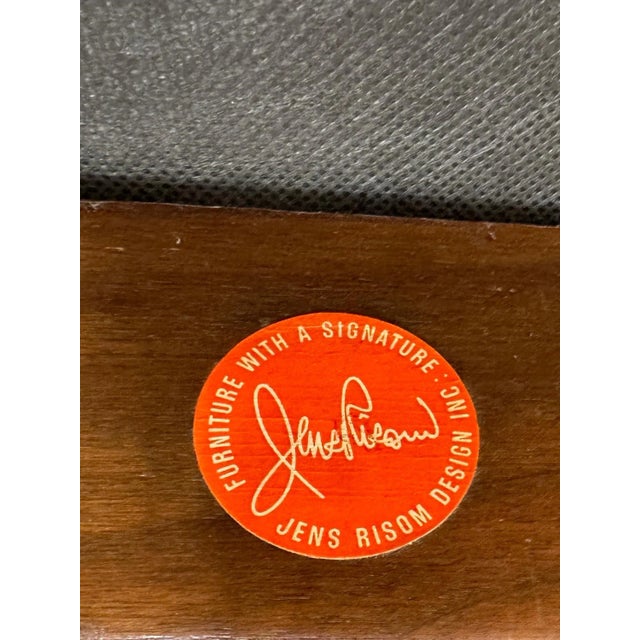 FURNITURE WITH A SIGNATURE:
Jens Risom
JENS RISOM DESIGN INC.